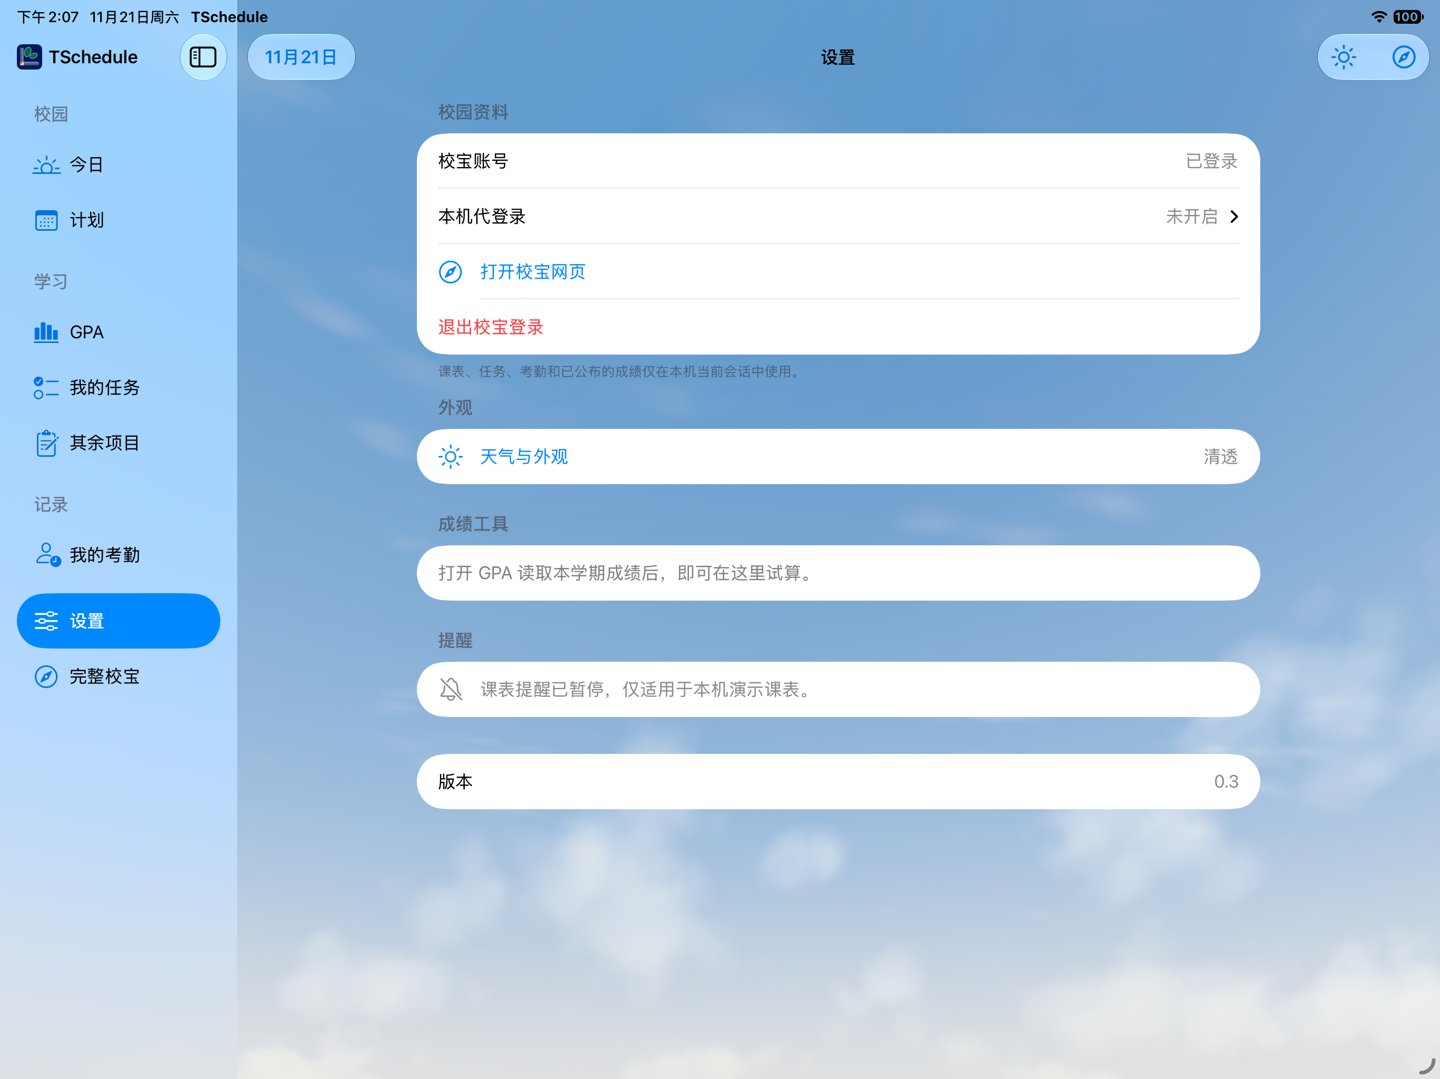 下午2:07 11月21日周六 TSchedule
100
TSchedule
11月21日
设置
校园
今日
计划
学习
GPA
我的任务
其余项目
记录
我的考勤
设置
完整校宝
校园资料
校宝账号 已登录
本机代登录 未开启
打开校宝网页
退出校宝登录
课表、任务、考勤和已公布的成绩仅在本机当前会话中使用。
外观
天气与外观 清透
成绩工具
打开 GPA 读取本学期成绩后，即可在这里试算。
提醒
课表提醒已暂停，仅适用于本机演示课表。
版本 0.3